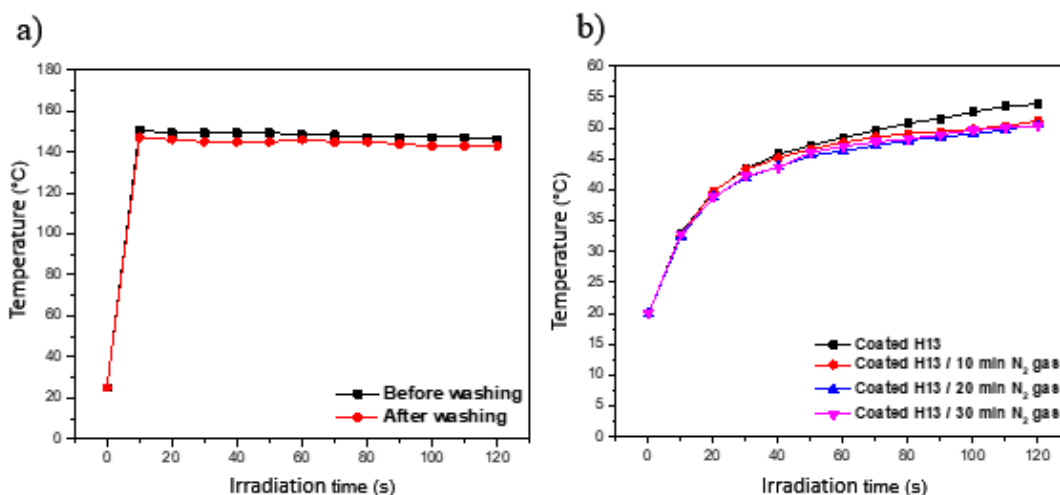 a)
180
160
140
120
100
80
60
40
20
0
Temperature (°C)
Before washing
After washing
0 20 40 60 80 100 120
Irradiation time (s)
b)
60
55
50
45
40
35
30
25
20
15
10
5
0
Temperature (°C)
Coated H13
Coated H13 / 10 min N₂ gas
Coated H13 / 20 min N₂ gas
Coated H13 / 30 min N₂ gas
0 20 40 60 80 100 120
Irradiation time (s)